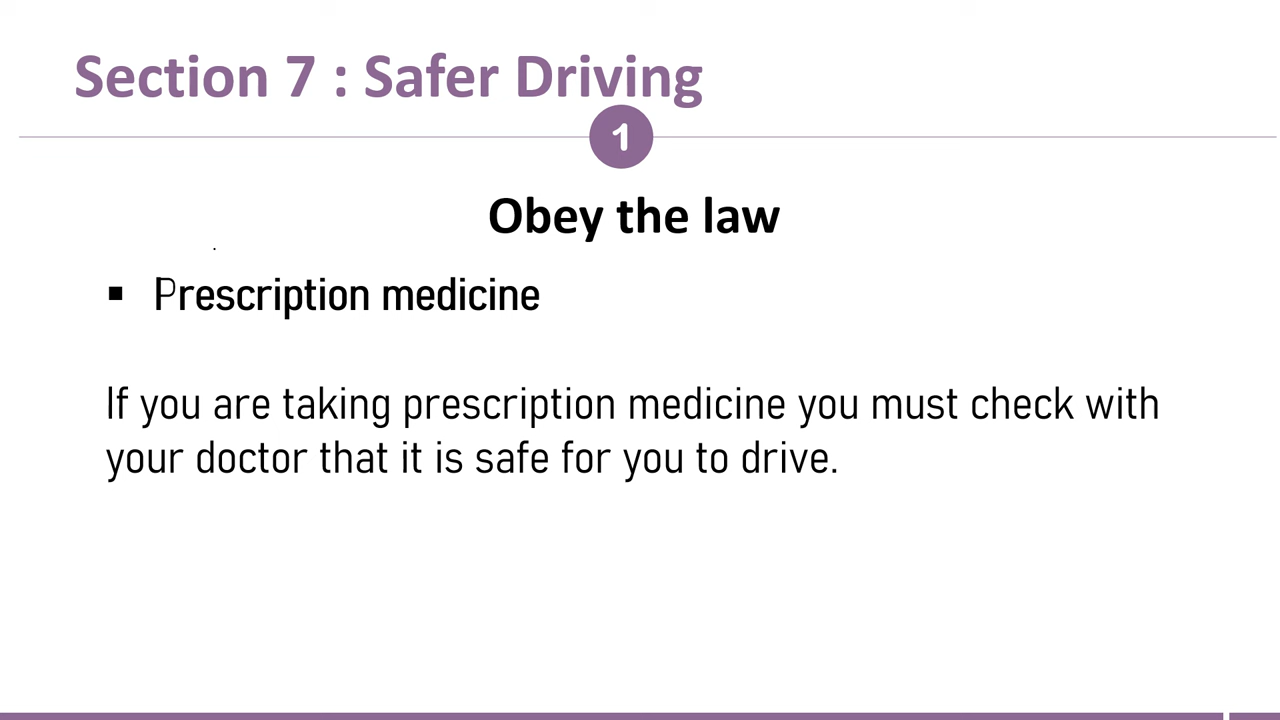 Section 7 : Safer Driving
1
Obey the law
.
▪ Prescription medicine
If you are taking prescription medicine you must check with
your doctor that it is safe for you to drive.